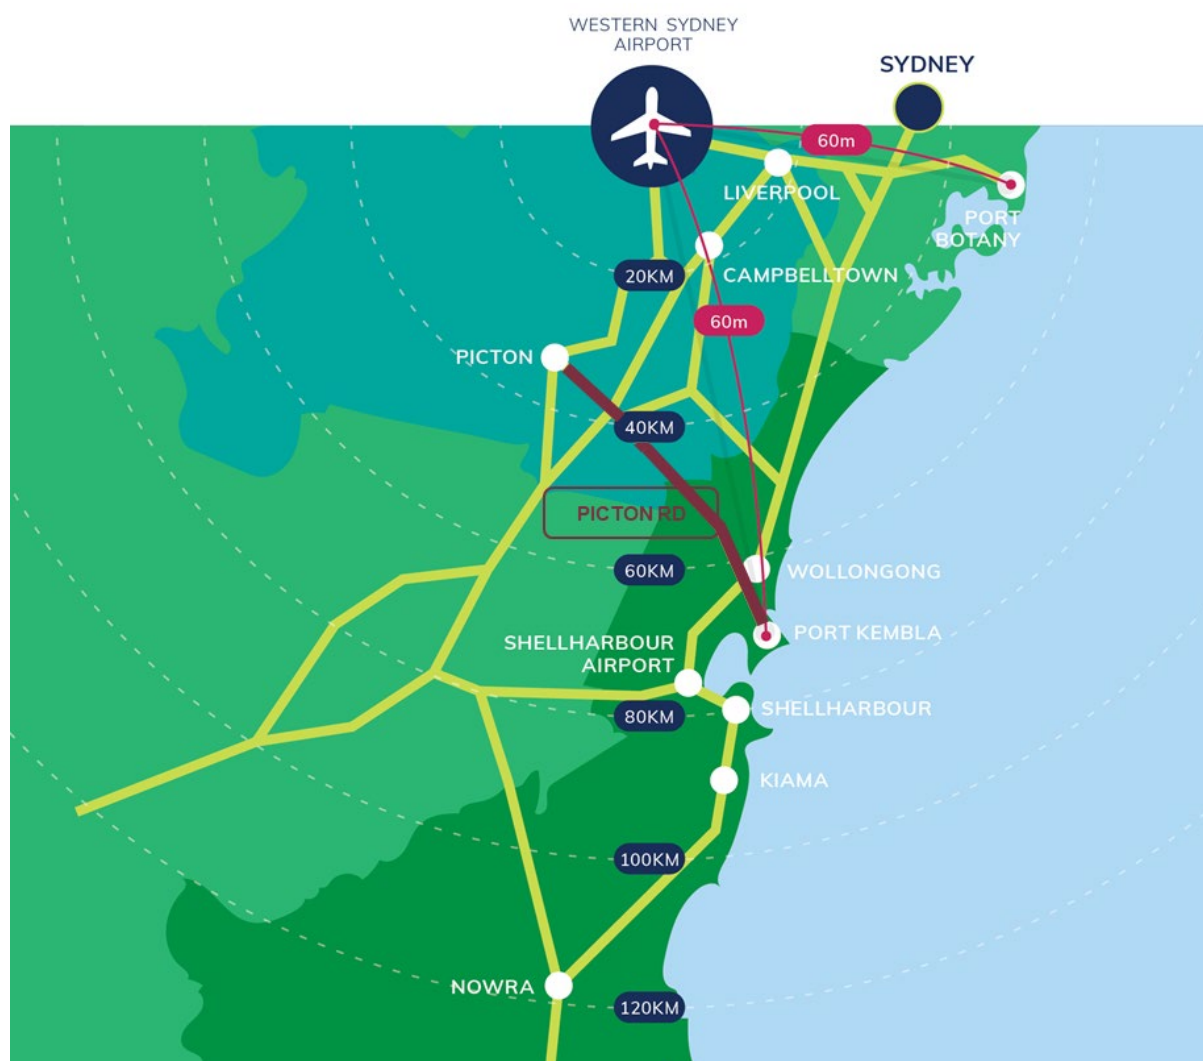 WESTERN SYDNEY
AIRPORT
SYDNEY
60m
LIVERPOOL
PORT
BOTANY
20KM
CAMPBELLTOWN
60m
PICTON
40KM
PICTON RD
60KM
WOLLONGONG
PORT KEMBLA
SHELLHARBOUR
AIRPORT
80KM
SHELLHARBOUR
KIAMA
100KM
NOWRA
120KM